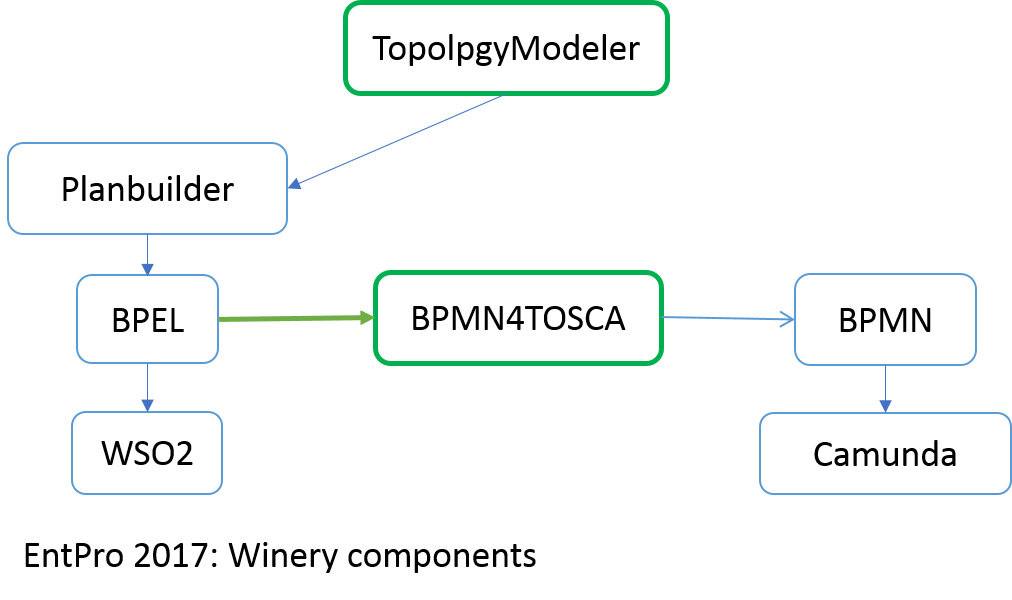 TopolpgyModeler
Planbuilder
BPEL
BPMN4TOSCA
BPMN
WSO2
Camunda
EntPro 2017: Winery components